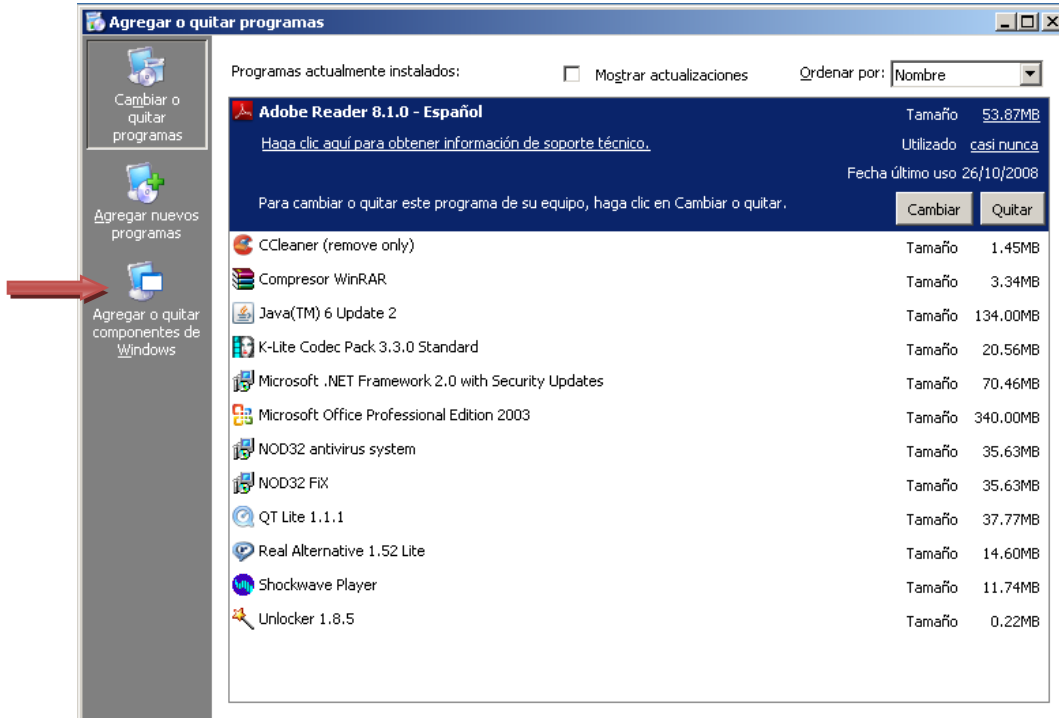 Agregar o quitar programas
Cambiar o
quitar
programas
Agregar nuevos
programas
Agregar o quitar
componentes de
Windows
Programas actualmente instalados:
Mostrar actualizaciones
Ordenar por: Nombre
Adobe Reader 8.1.0 - Español Tamaño 53.87MB
Haga clic aquí para obtener información de soporte técnico. Utilizado casi nunca
Fecha último uso 26/10/2008
Para cambiar o quitar este programa de su equipo, haga clic en Cambiar o quitar. Cambiar Quitar
CCleaner (remove only) Tamaño 1.45MB
Compresor WinRAR Tamaño 3.34MB
Java(TM) 6 Update 2 Tamaño 134.00MB
K-Lite Codec Pack 3.3.0 Standard Tamaño 20.56MB
Microsoft .NET Framework 2.0 with Security Updates Tamaño 70.46MB
Microsoft Office Professional Edition 2003 Tamaño 340.00MB
NOD32 antivirus system Tamaño 35.63MB
NOD32 FiX Tamaño 35.63MB
QT Lite 1.1.1 Tamaño 37.77MB
Real Alternative 1.52 Lite Tamaño 14.60MB
Shockwave Player Tamaño 11.74MB
Unlocker 1.8.5 Tamaño 0.22MB